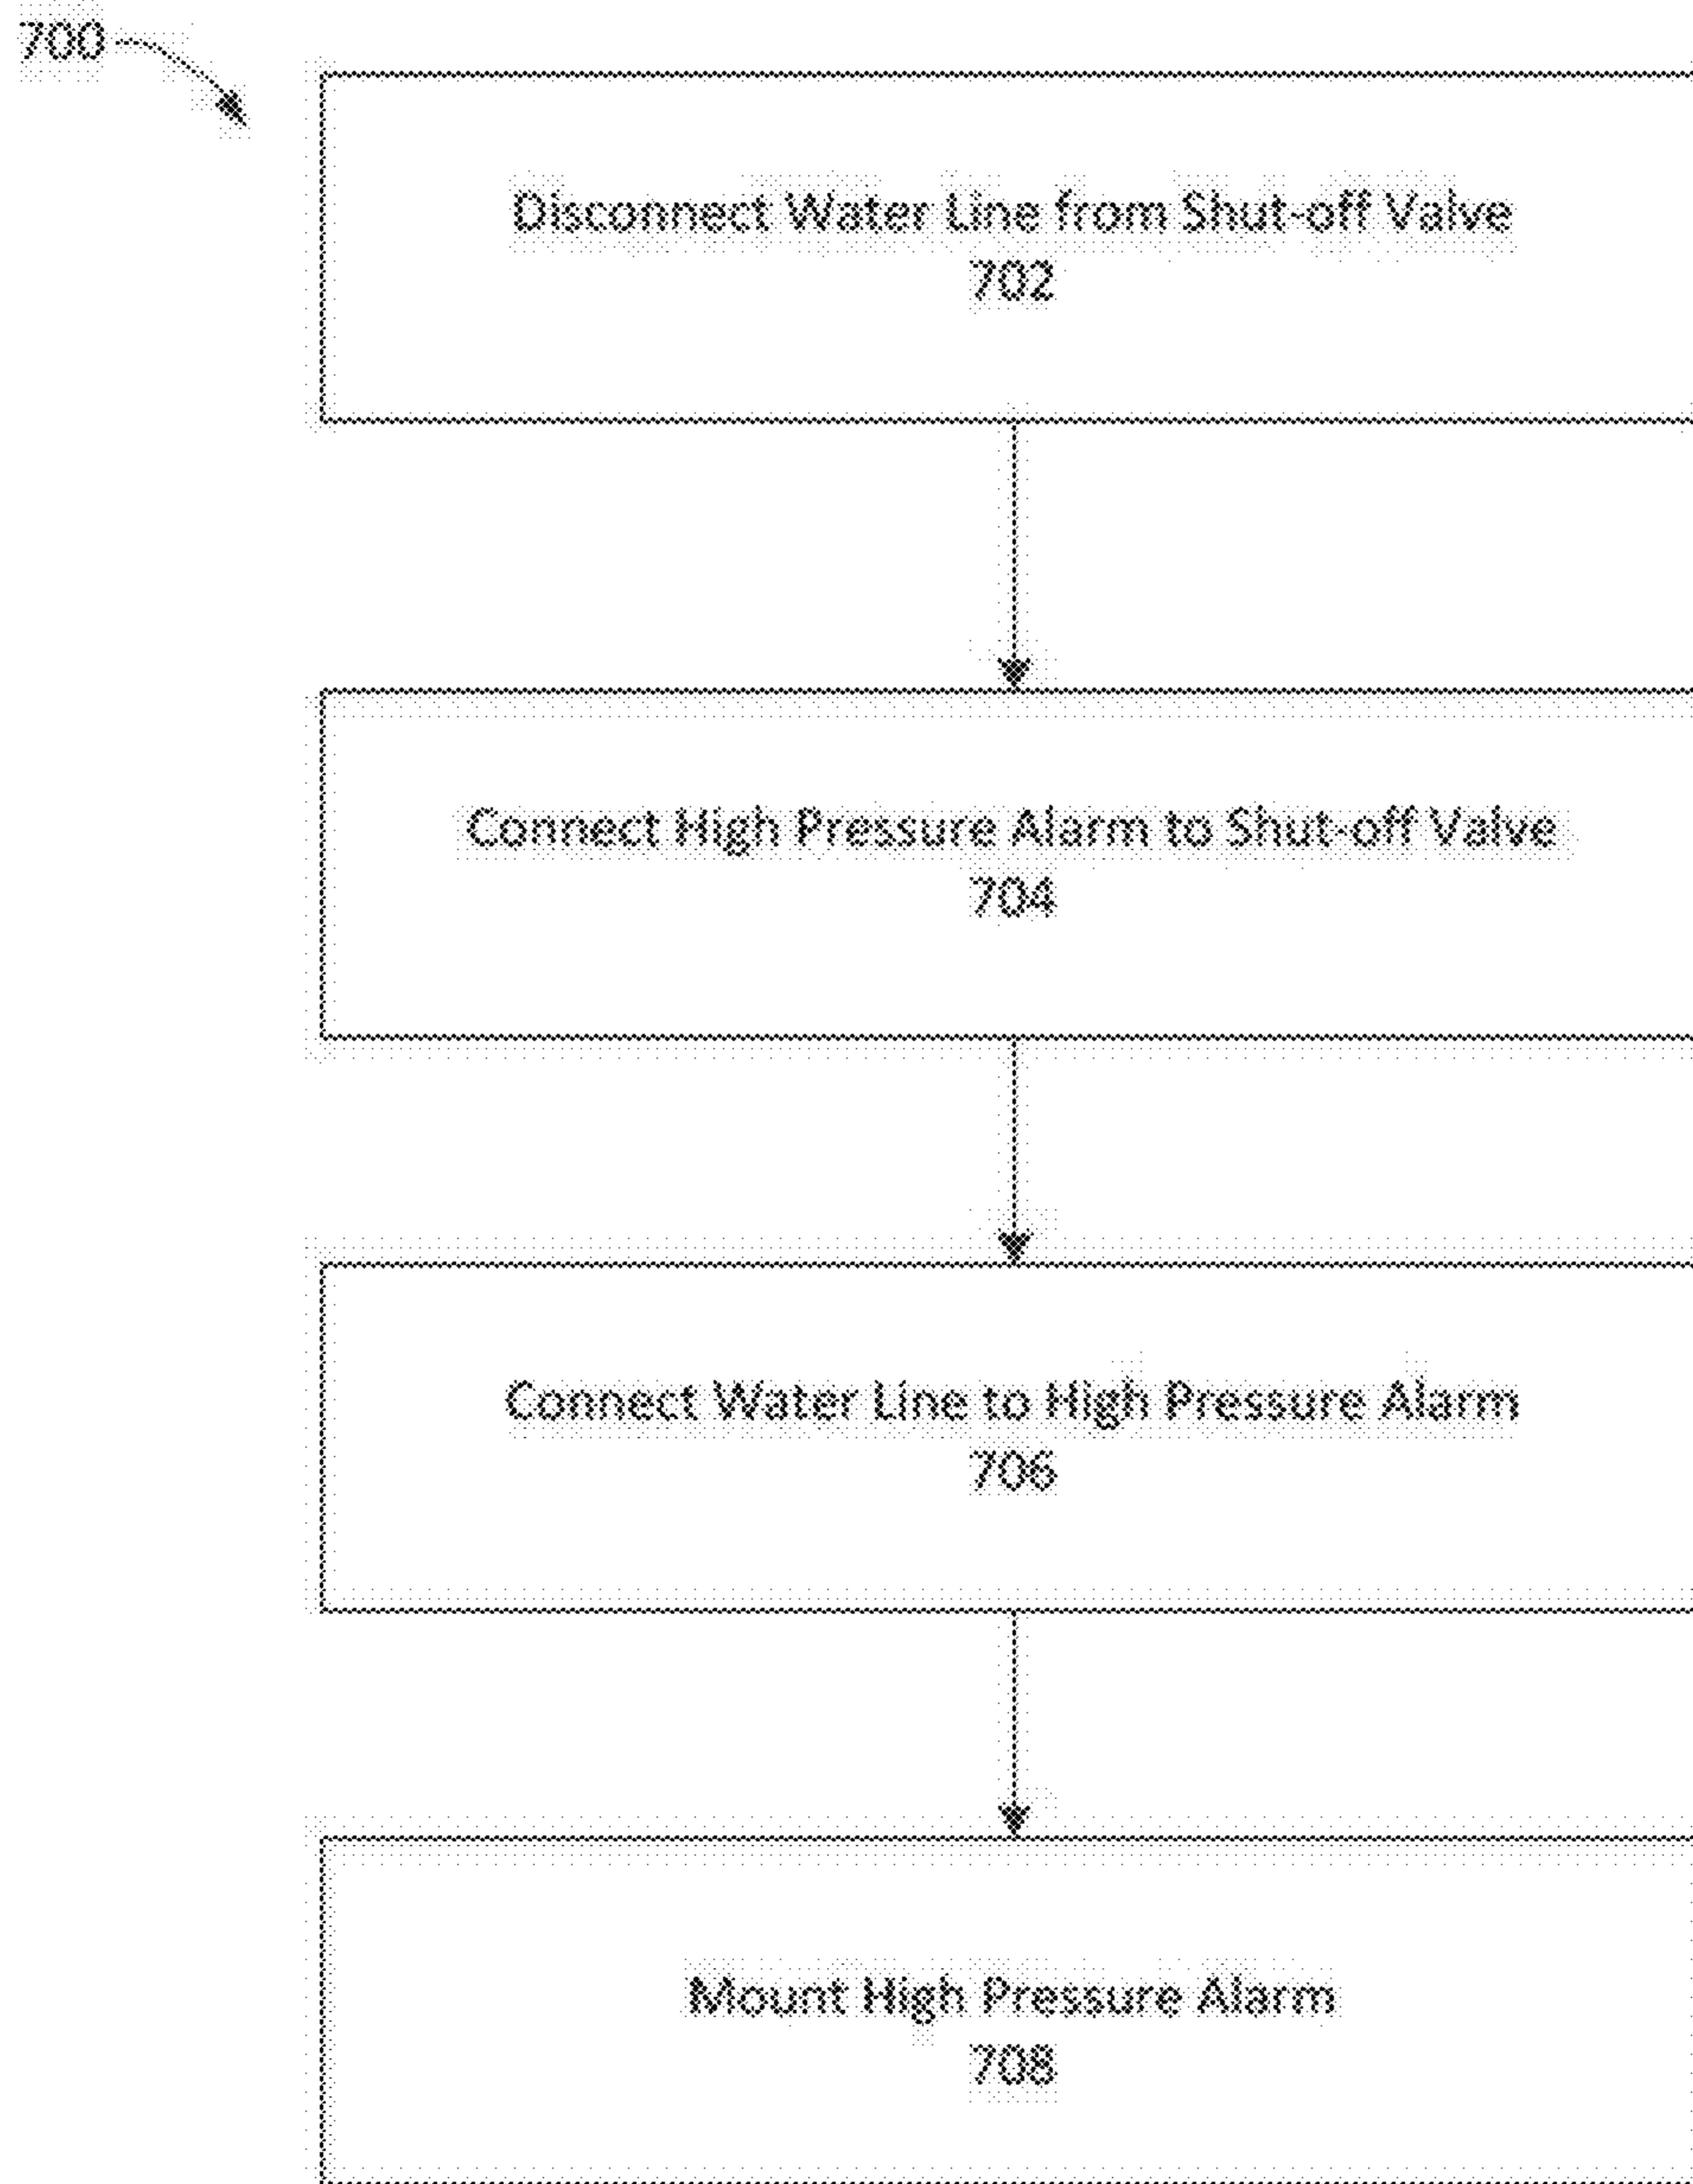 700
Disconnect Water Line from Shut-off Valve
702
Connect High Pressure Alarm to Shut-off Valve
704
Connect Water Line to High Pressure Alarm
706
Mount High Pressure Alarm
708